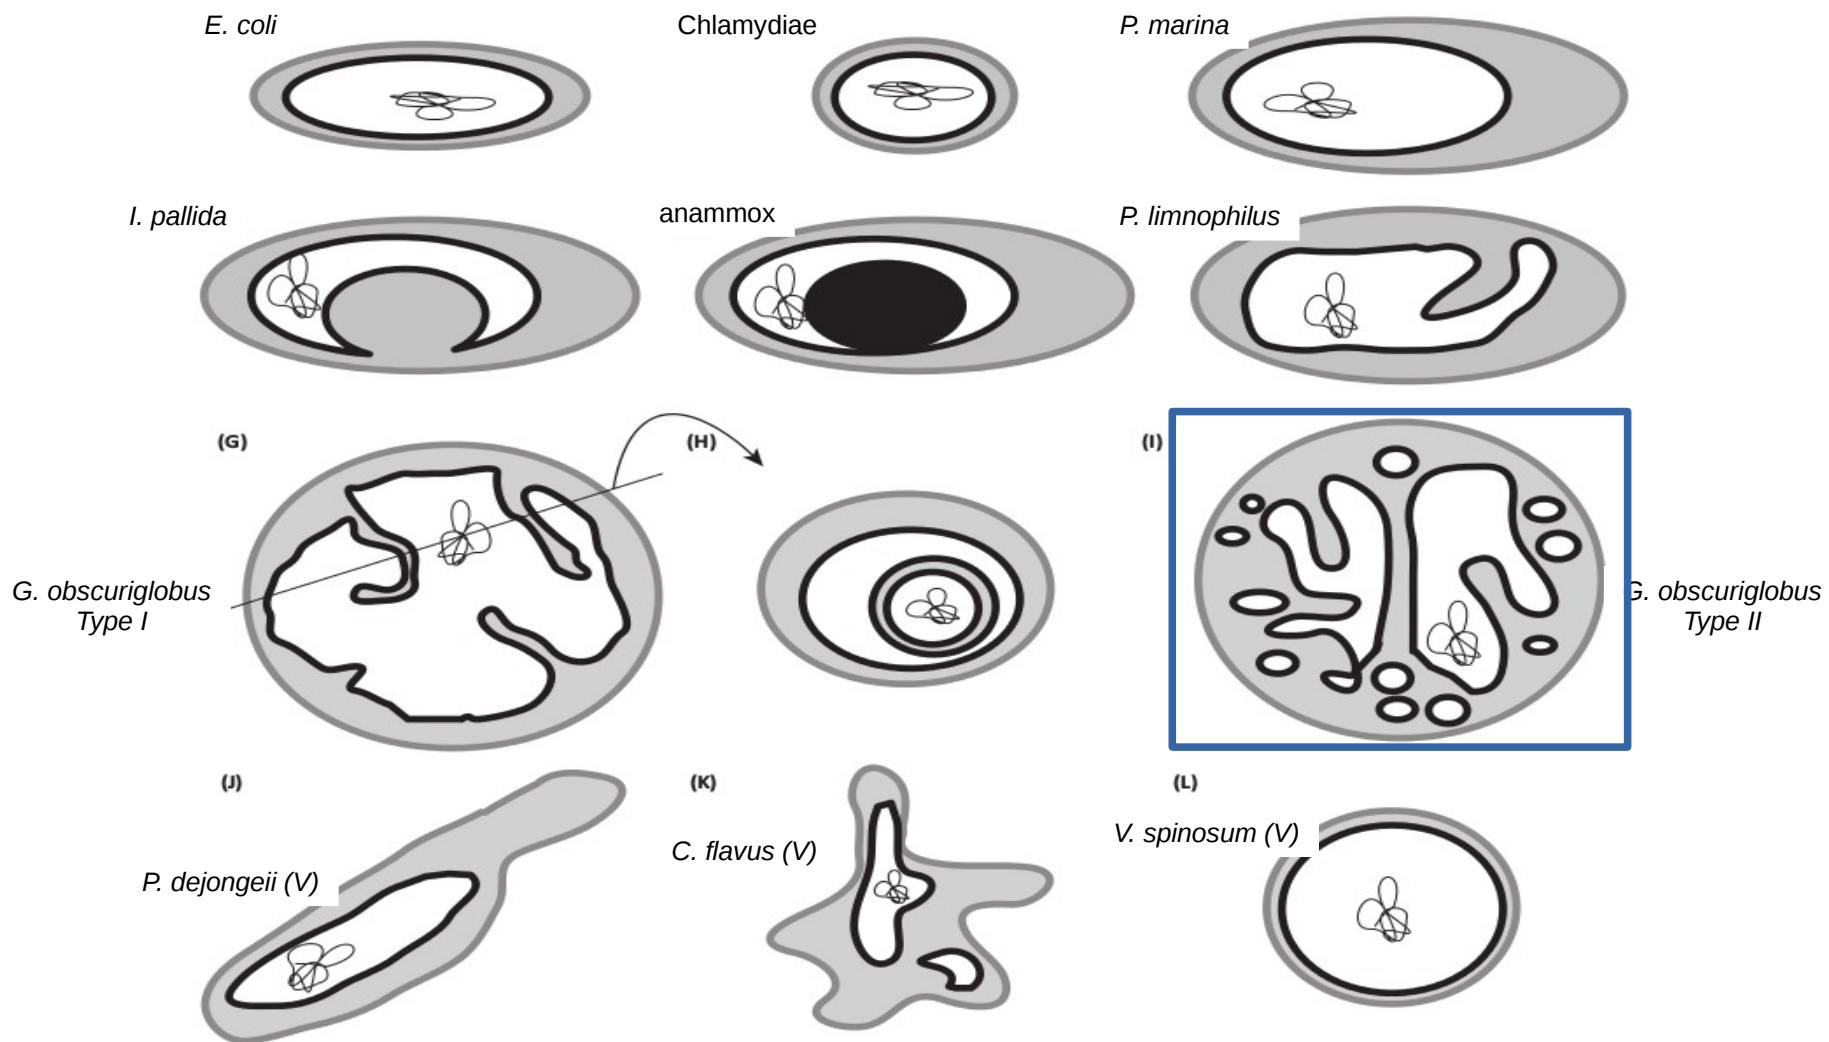 E. coli
Chlamydiae
P. marina
I. pallida
anammox
P. limnophilus
(G)
(H)
(I)
G. obscuriglobus
Type I
G. obscuriglobus
Type II
(J)
(K)
(L)
P. dejongeii (V)
C. flavus (V)
V. spinosum (V)